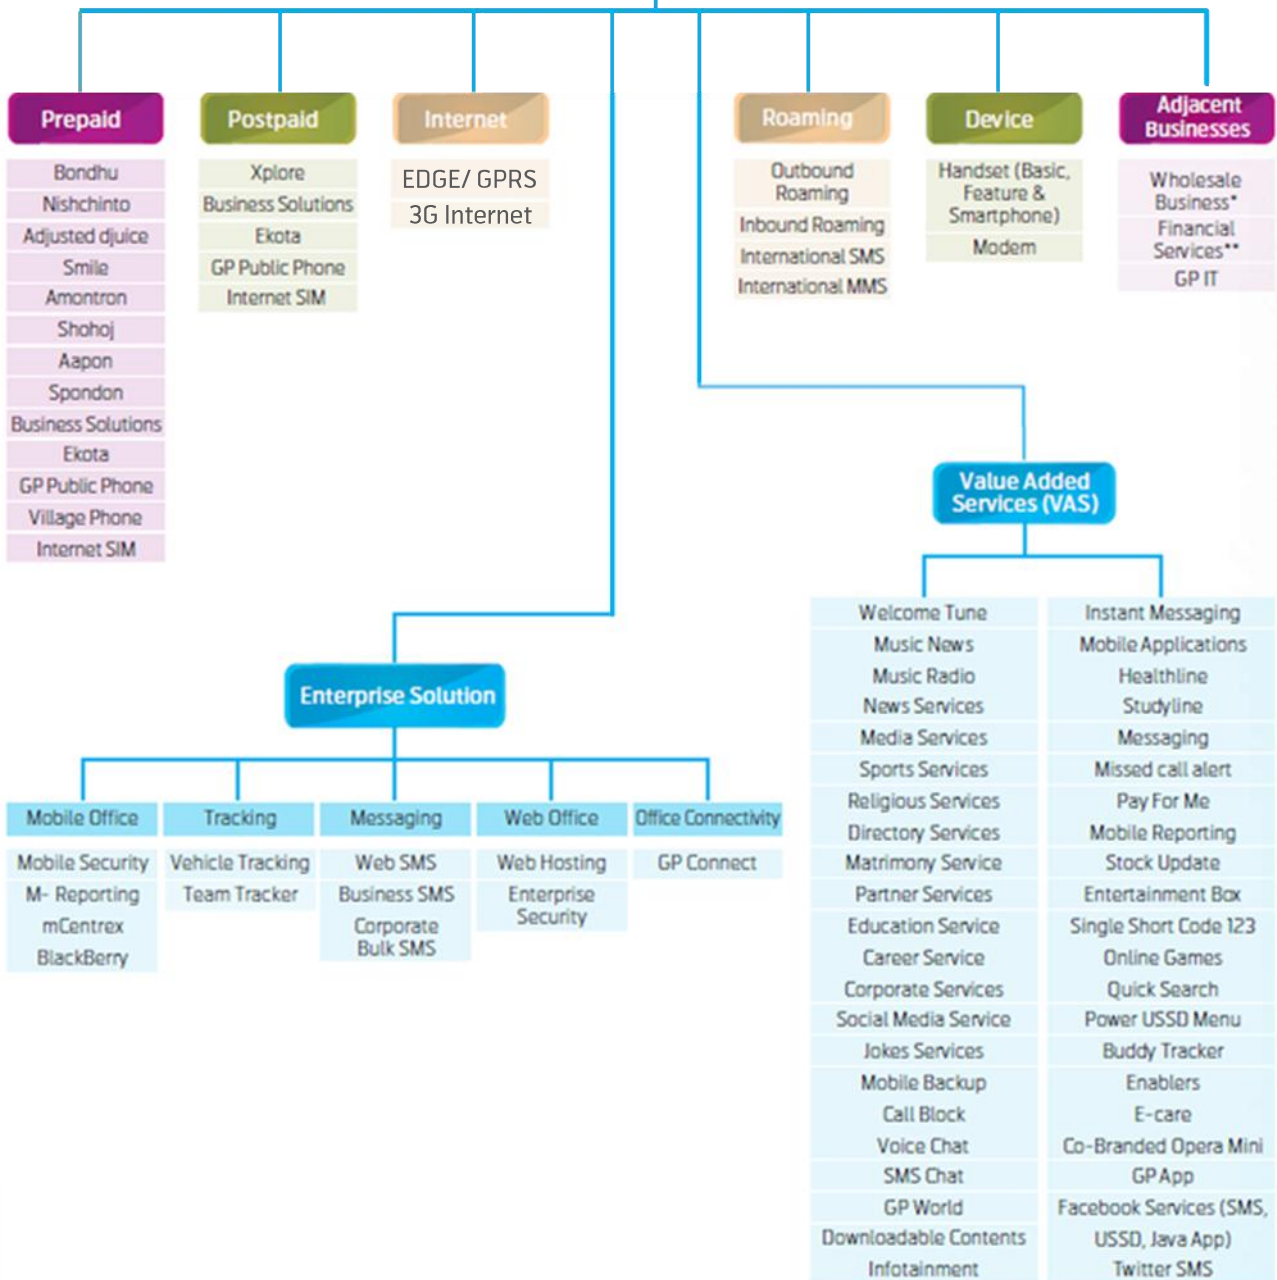 Prepaid
Bondhu
Nishchinto
Adjusted djuice
Smile
Amontron
Shohoj
Aapon
Spondon
Business Solutions
Ekota
GP Public Phone
Village Phone
Internet SIM
Postpaid
Xplore
Business Solutions
Ekota
GP Public Phone
Internet SIM
Internet
EDGE/ GPRS
3G Internet
Roaming
Outbound
Roaming
Inbound Roaming
International SMS
International MMS
Device
Handset (Basic,
Feature &
Smartphone)
Modem
Adjacent
Businesses
Wholesale
Business*
Financial
Services**
GP IT
Enterprise Solution
Mobile Office
Mobile Security
M- Reporting
mCentrex
BlackBerry
Tracking
Vehicle Tracking
Team Tracker
Messaging
Web SMS
Business SMS
Corporate
Bulk SMS
Web Office
Web Hosting
Enterprise
Security
Office Connectivity
GP Connect
Value Added
Services (VAS)
Welcome Tune
Music News
Music Radio
News Services
Media Services
Sports Services
Religious Services
Directory Services
Matrimony Service
Partner Services
Education Service
Career Service
Corporate Services
Social Media Service
Jokes Services
Mobile Backup
Call Block
Voice Chat
SMS Chat
GP World
Downloadable Contents
Infotainment
Instant Messaging
Mobile Applications
Healthline
Studyline
Messaging
Missed call alert
Pay For Me
Mobile Reporting
Stock Update
Entertainment Box
Single Short Code 123
Online Games
Quick Search
Power USSD Menu
Buddy Tracker
Enablers
E-care
Co-Branded Opera Mini
GP App
Facebook Services (SMS,
USSD, Java App)
Twitter SMS